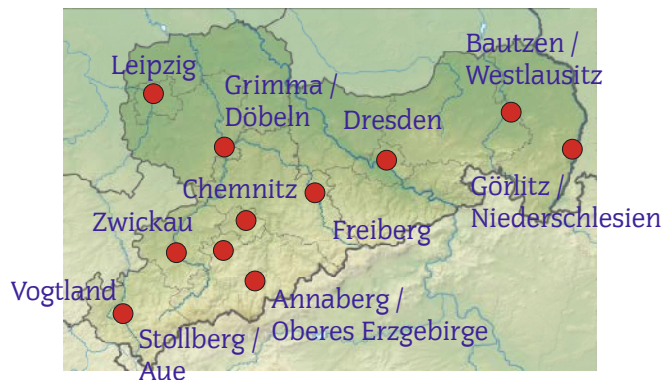 Leipzig
Grimma /
Döbeln
Bautzen /
Westlausitz
Dresden
Chemnitz
Görlitz /
Niederschlesien
Zwickau
Freiberg
Vogtland
Annaberg /
Oberes Erzgebirge
Stollberg /
Aue